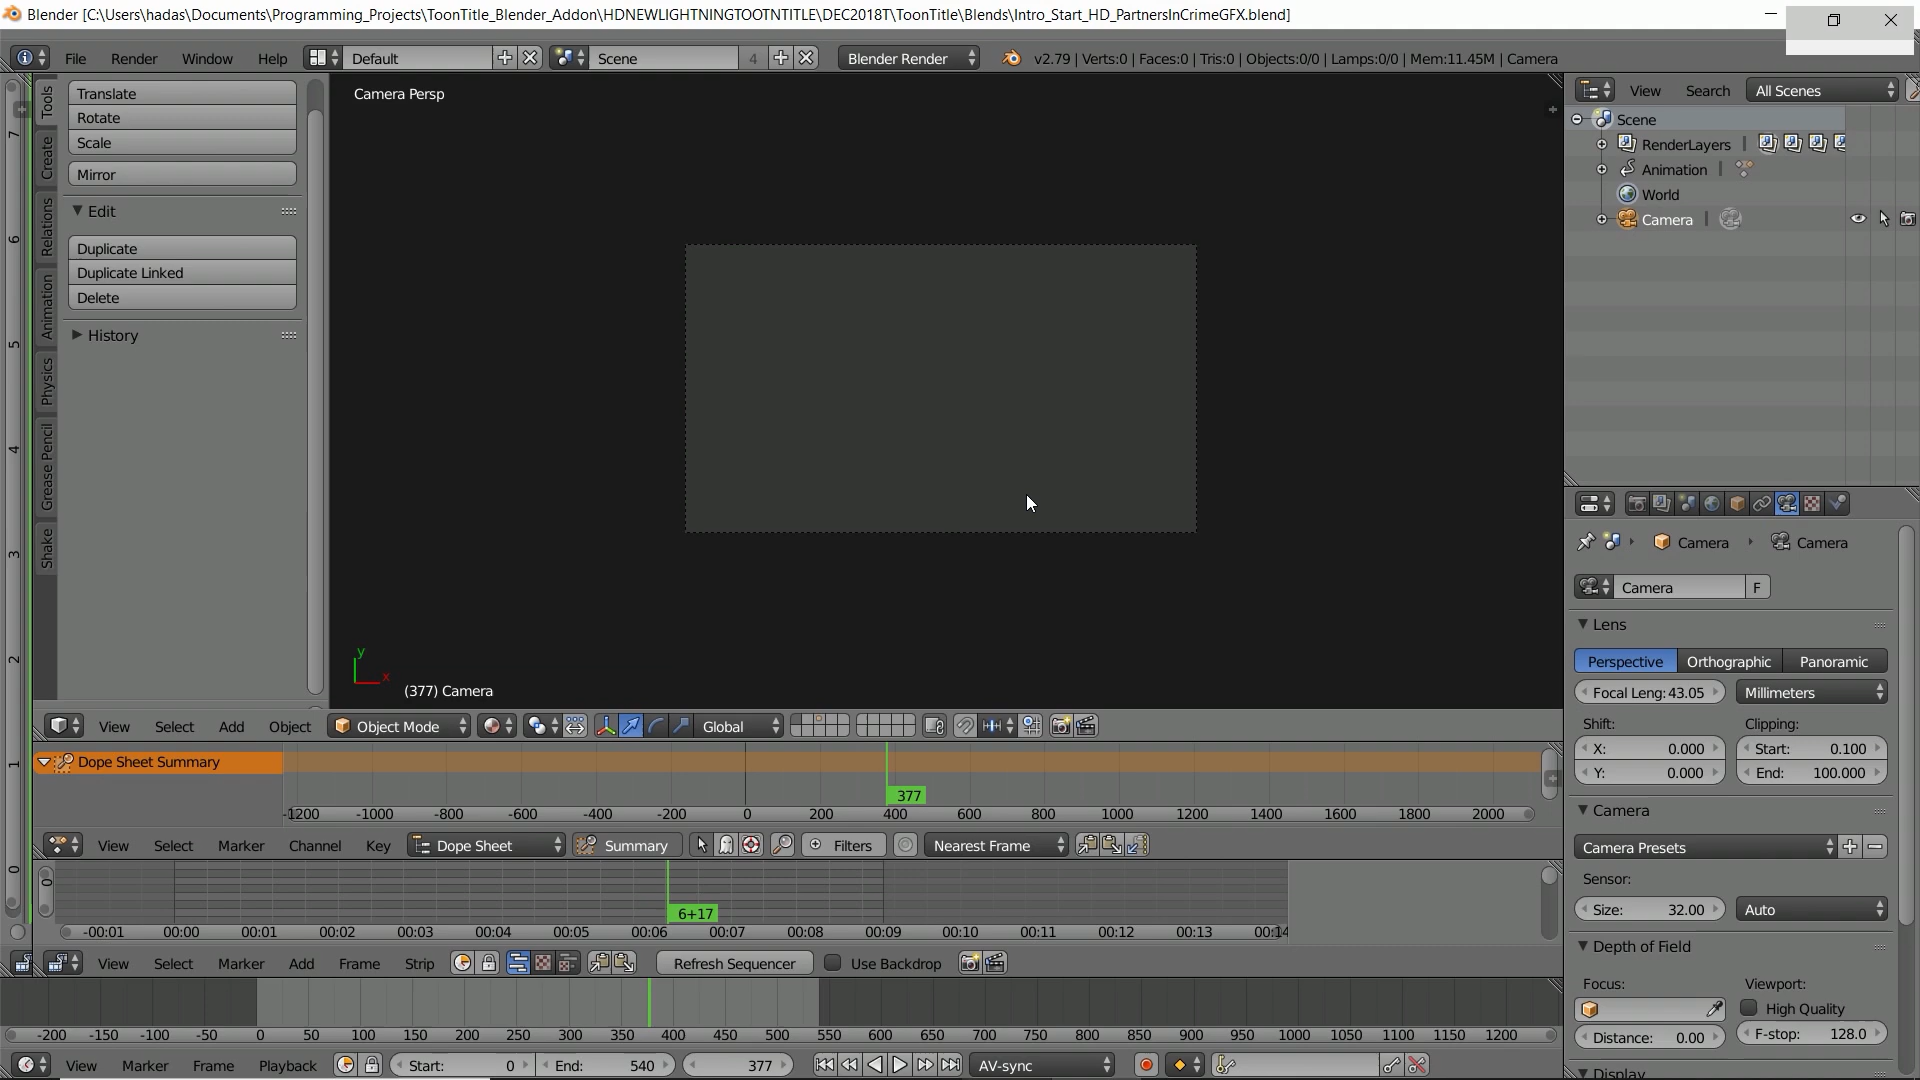 Blender [C:\Users\hadas\Documents\Programming_Projects\ToonTitle_Blender_Addon\HDNEWLIGHTNINGTOOTNTITLE\DEC2018T\ToonTitle\Blends\Intro_Start_HD_PartnersInCrimeGFX.blend]
File Render Window Help Default Scene 4 Blender Render v2.79 | Verts:0 | Faces:0 | Tris:0 | Objects:0/0 | Lamps:0/0 | Mem:11.45M | Camera
7
6
5
4
3
2
1
0
Tools
Create
Relations
Animation
Physics
Grease Pencil
Shake
Translate
Rotate
Scale
Mirror
Edit
Duplicate
Duplicate Linked
Delete
History
Camera Persp
y
x
(377) Camera
View Select Add Object Object Mode Global
Dope Sheet Summary
377
-1200 -1000 -800 -600 -400 -200 0 200 400 600 800 1000 1200 1400 1600 1800 2000
View Select Marker Channel Key Dope Sheet Summary Filters Nearest Frame
0
6+17
-00:01 00:00 00:01 00:02 00:03 00:04 00:05 00:06 00:07 00:08 00:09 00:10 00:11 00:12 00:13 00:14
View Select Marker Add Frame Strip Refresh Sequencer Use Backdrop
-200 -150 -100 -50 0 50 100 150 200 250 300 350 400 450 500 550 600 650 700 750 800 850 900 950 1000 1050 1100 1150 1200
View Marker Frame Playback Start: 0 End: 540 377 AV-sync
View Search All Scenes
Scene
RenderLayers
Animation
World
Camera
Camera Camera
Camera F
Lens
Perspective Orthographic Panoramic
Focal Leng: 43.05 Millimeters
Shift: Clipping:
X: 0.000 Start: 0.100
Y: 0.000 End: 100.000
Camera
Camera Presets
Sensor:
Size: 32.00 Auto
Depth of Field
Focus: Viewport:
High Quality
Distance: 0.00 F-stop: 128.0
Display